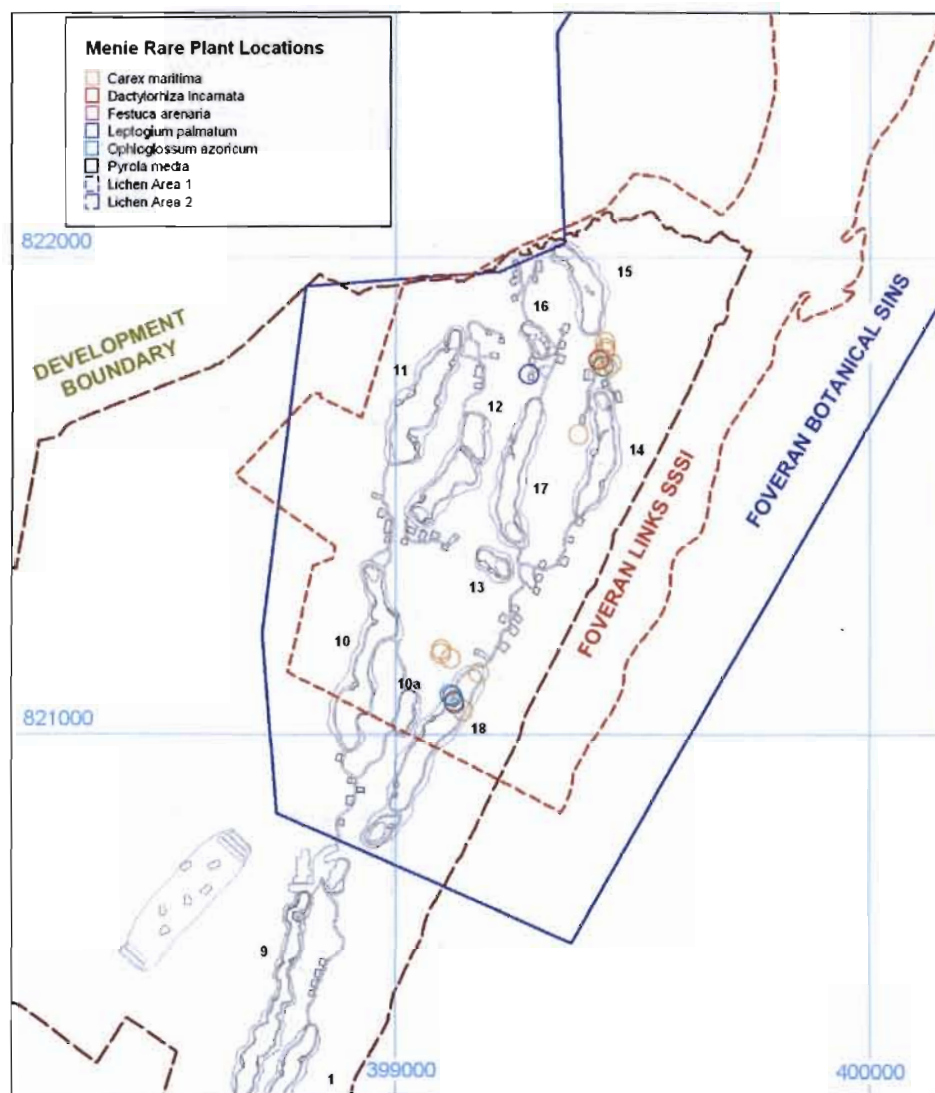 Menie Rare Plant Locations
Carex maritima
Dactylorhiza Incarnata
Festuca arenaria
Leptogium palmatum
Ophioglossum azoricum
Pyrola media
Lichen Area 1
Lichen Area 2
822000
15
16
DEVELOPMENT
BOUNDARY
11
12
14
17
FOVERAN LINKS SSSI
FOVERAN BOTANICAL SINS
13
10
10a
821000
18
9
399000
400000
1